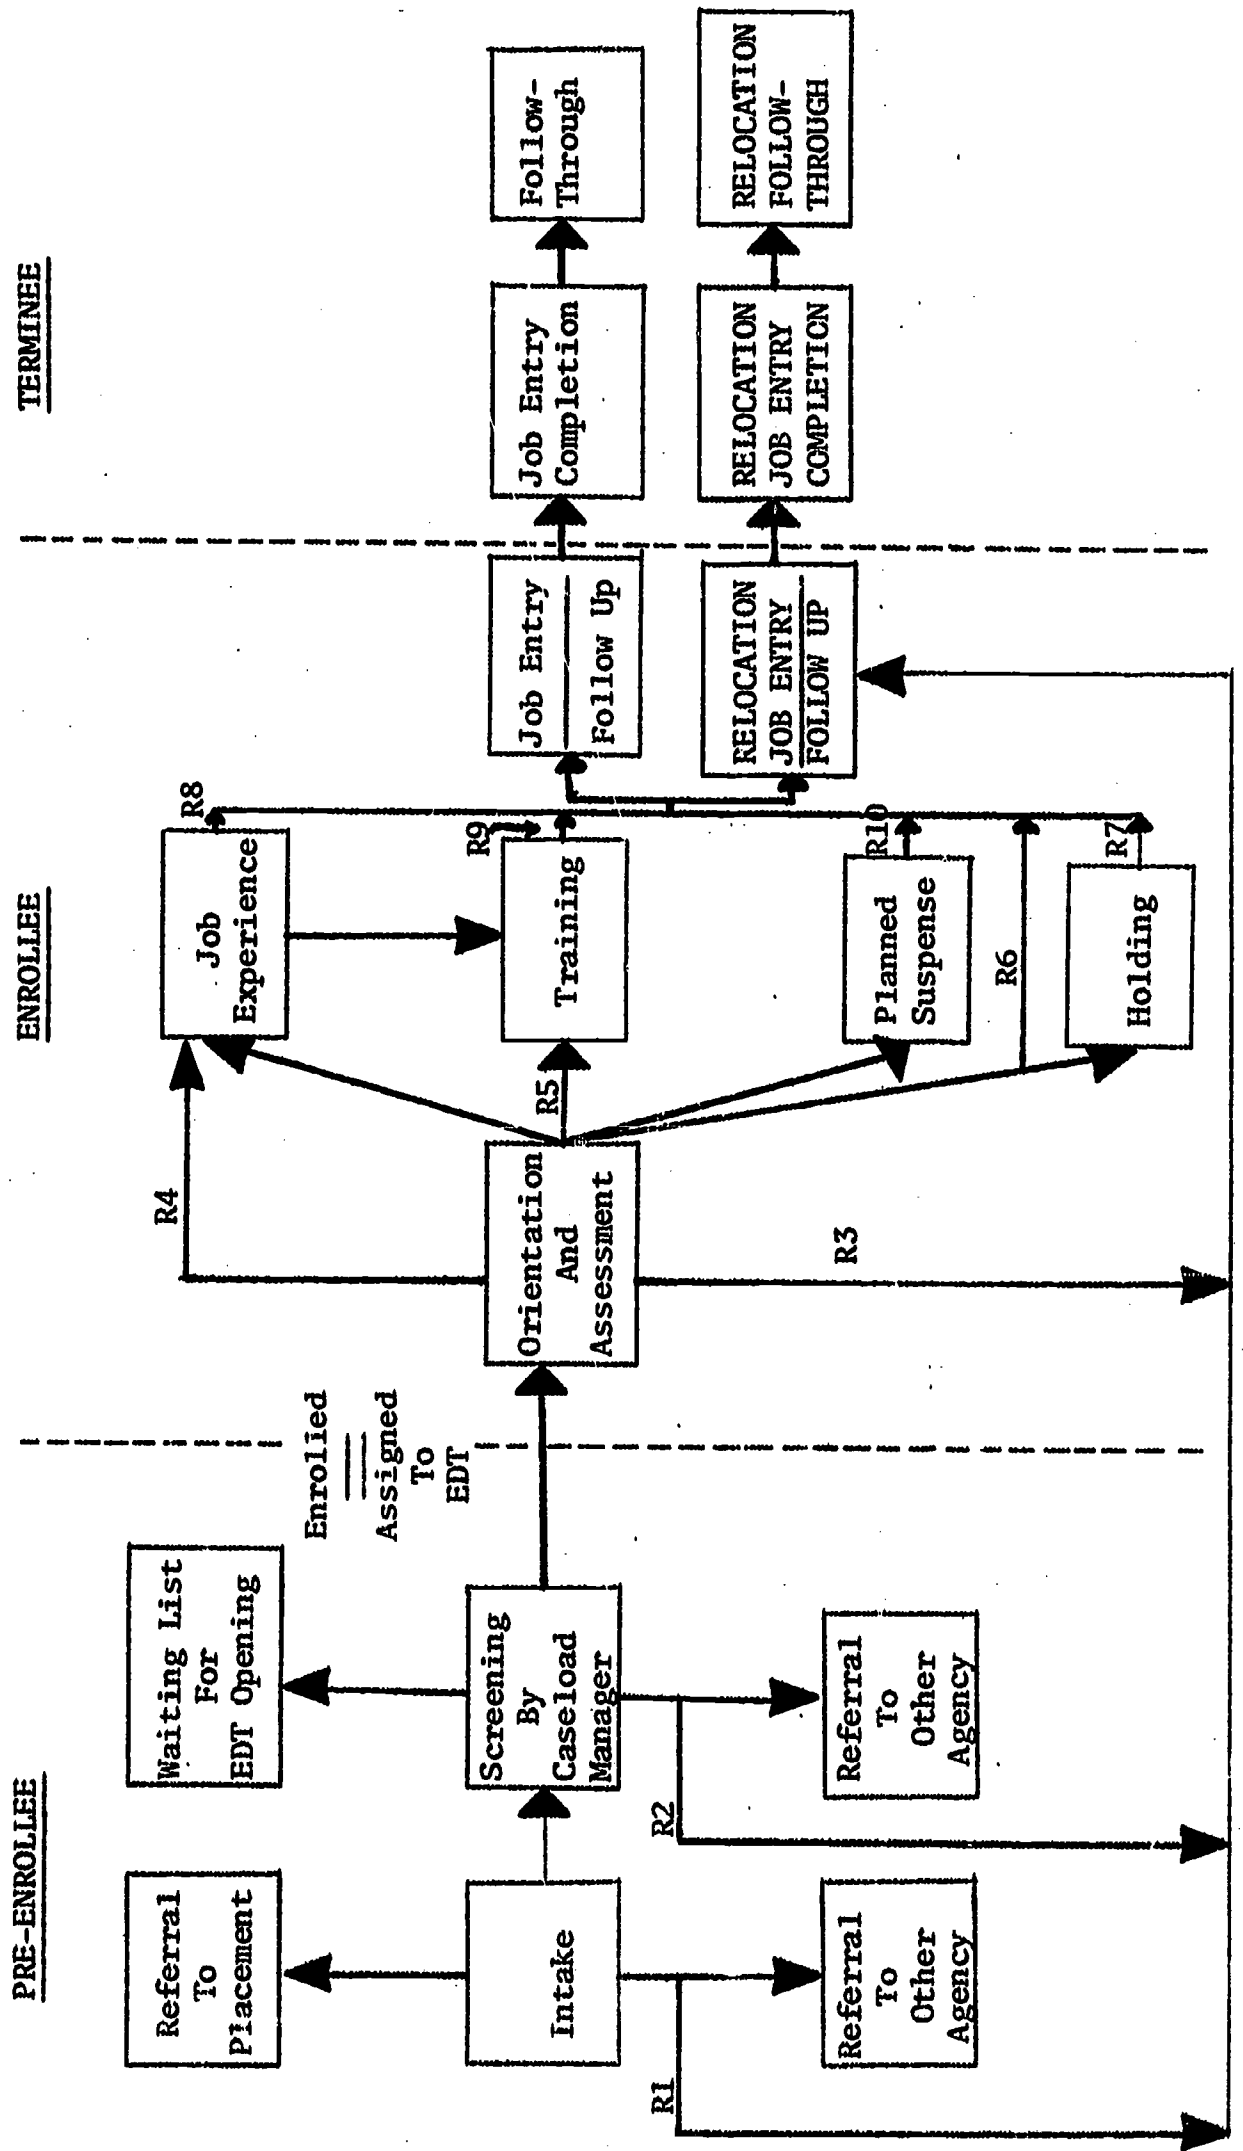 PRE-ENROLLEE
ENROLLEE
TERMINEE
Referral
To
Placement
Waiting List
For
EDT Opening
Enrolied
Assigned
To
EDT
Intake
Screening
By
Caseload
Manager
Referral
To
Other
Agency
Referral
To
Other
Agency
R1
R2
R3
R4
R5
R6
R7
R8
R9
R10
Orientation
And
Assessment
Job
Experience
Training
Planned
Suspense
Holding
Job Entry
Follow Up
RELOCATION
JOB ENTRY
FOLLOW UP
Job Entry
Completion
RELOCATION
JOB ENTRY
COMPLETION
Follow-
Through
RELOCATION
FOLLOW-
THROUGH